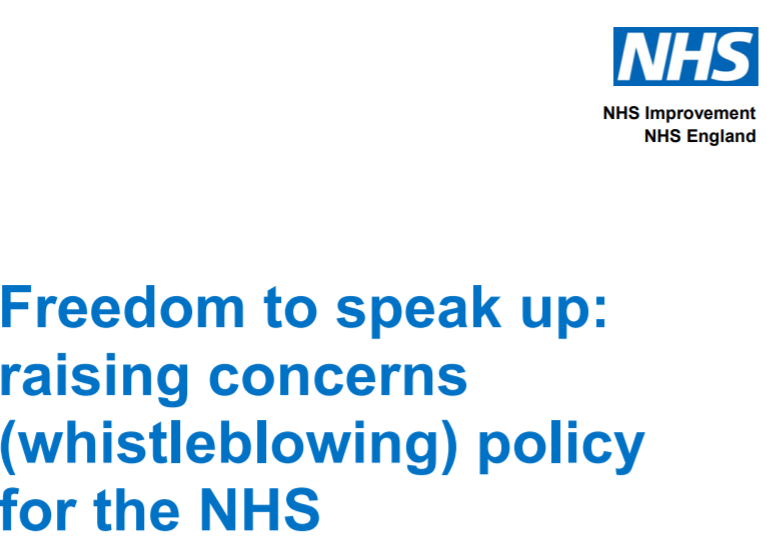 NHS
NHS Improvement
NHS England
Freedom to speak up:
raising concerns
(whistleblowing) policy
for the NHS